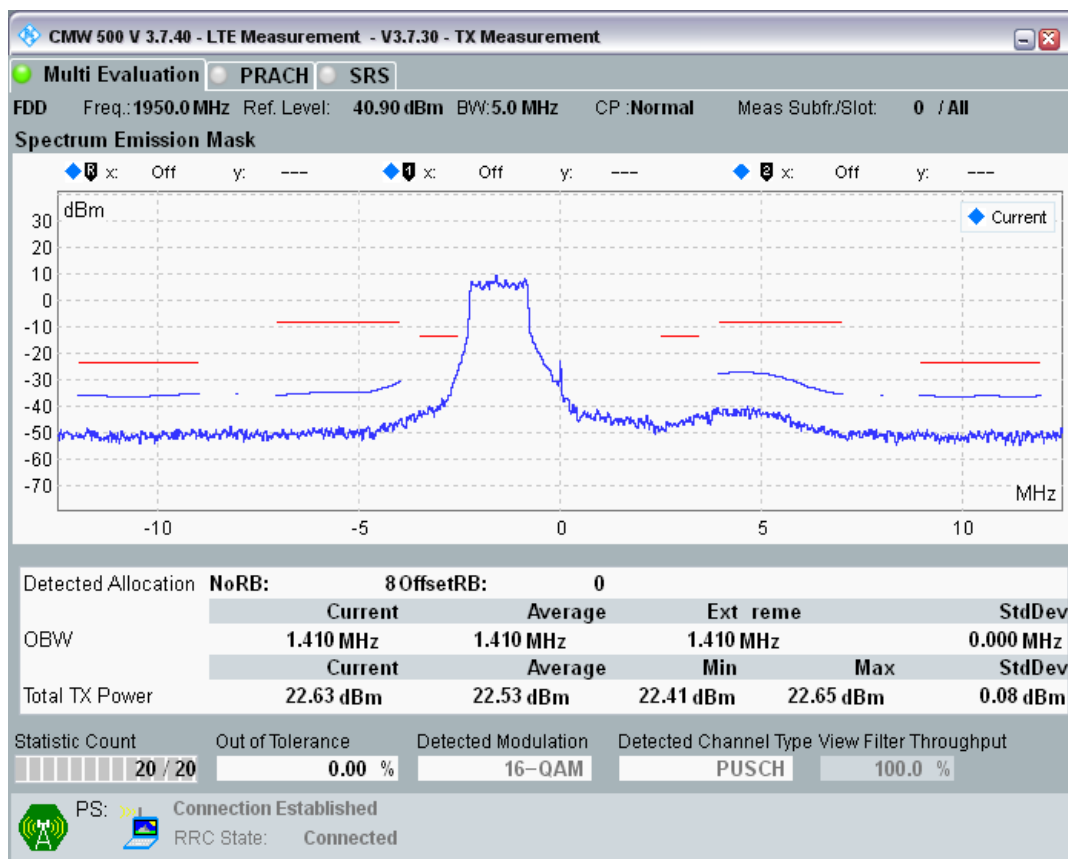 CMW 500 V 3.7.40 - LTE Measurement - V3.7.30 - TX Measurement
Multi Evaluation PRACH SRS
FDD Freq.: 1950.0 MHz Ref. Level: 40.90 dBm BW: 5.0 MHz CP : Normal Meas Subfr./Slot: 0 / All
Spectrum Emission Mask
R x: Off y: --- 1 x: Off y: --- 2 x: Off y: ---
dBm
Current
30
20
10
0
-10
-20
-30
-40
-50
-60
-70
MHz
-10 -5 0 5 10
Detected Allocation NoRB: 8 OffsetRB: 0
Current Average Ext reme StdDev
OBW 1.410 MHz 1.410 MHz 1.410 MHz 0.000 MHz
Current Average Min Max StdDev
Total TX Power 22.63 dBm 22.53 dBm 22.41 dBm 22.65 dBm 0.08 dBm
Statistic Count Out of Tolerance Detected Modulation Detected Channel Type View Filter Throughput
20 / 20 0.00 % 16-QAM PUSCH 100.0 %
PS: Connection Established
RRC State: Connected